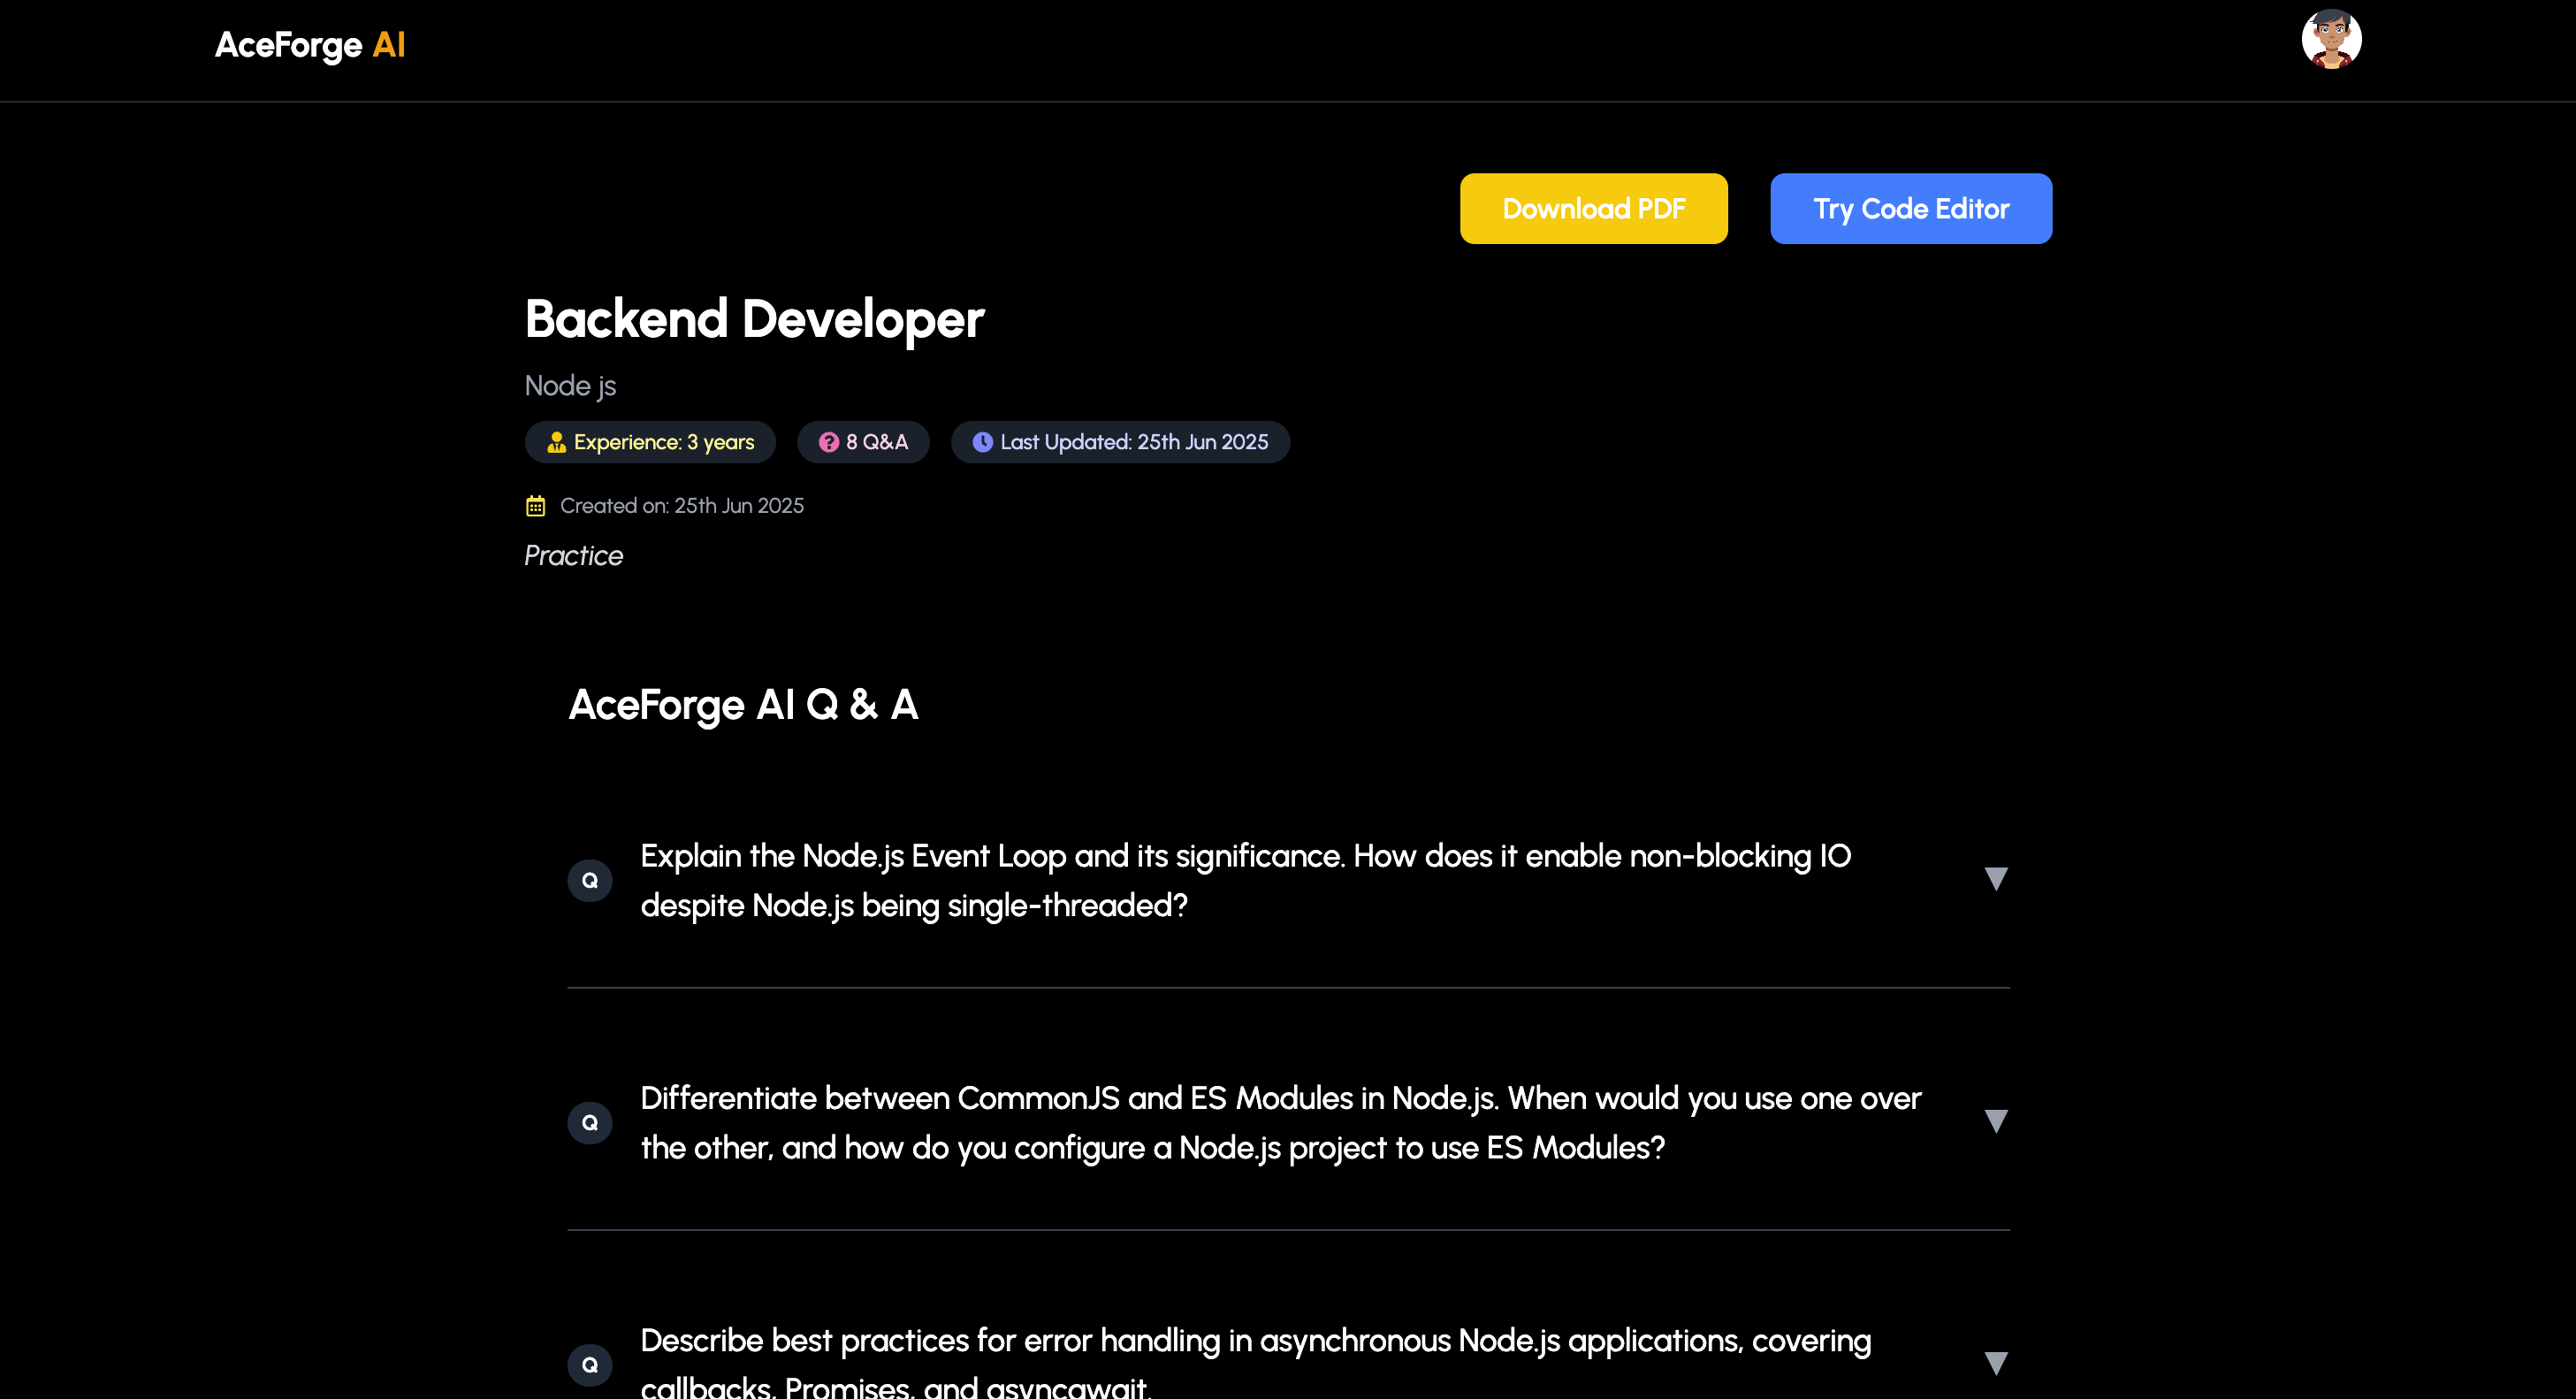 AceForge AI
Download PDF
Try Code Editor
Backend Developer
Node js
Experience: 3 years
8 Q&A
Last Updated: 25th Jun 2025
Created on: 25th Jun 2025
Practice
AceForge AI Q & A
Q
Explain the Node.js Event Loop and its significance. How does it enable non-blocking IO
despite Node.js being single-threaded?
Q
Differentiate between CommonJS and ES Modules in Node.js. When would you use one over
the other, and how do you configure a Node.js project to use ES Modules?
Q
Describe best practices for error handling in asynchronous Node.js applications, covering
callbacks, Promises, and asyncawait.